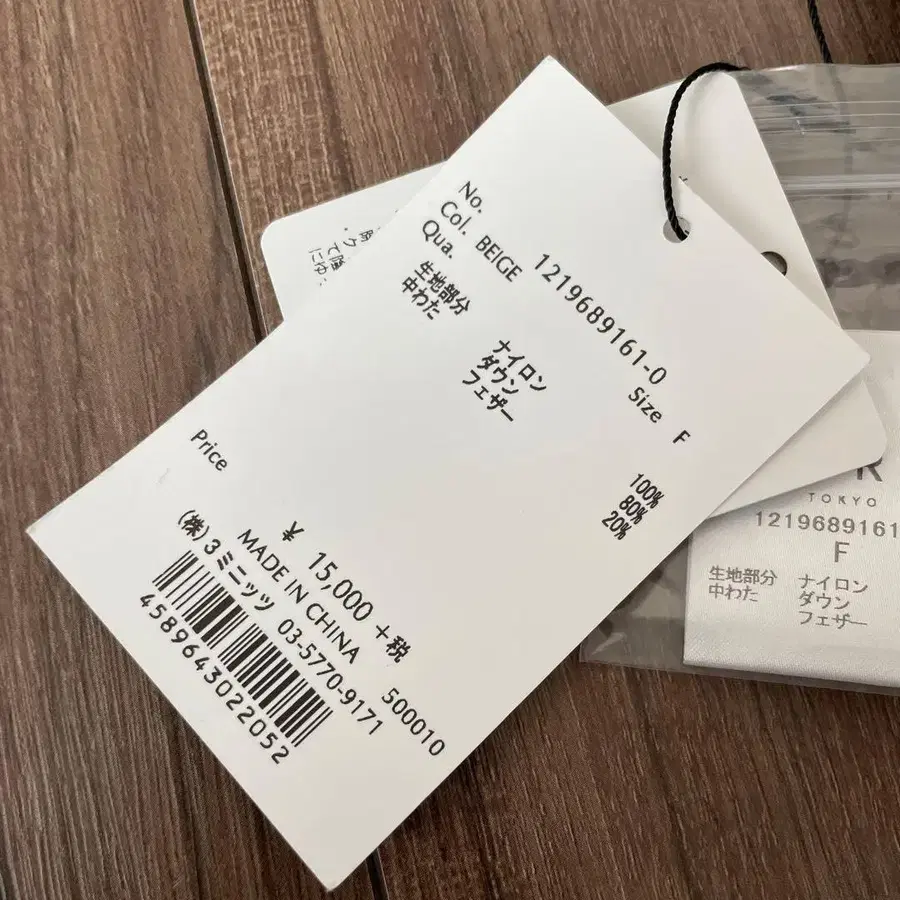 No. 1219689161-0
Col. BEIGE Size F
Qua.
生地部分 ナイロン 100%
中わた ダウン 80%
フェザー 20%
Price
¥ 15,000 +税
MADE IN CHINA 500010
(株)3ミニッツ 03-5770-9171
4589643022052
R
TOKYO
1219689161
F
生地部分 ナイロン
中わた ダウン
フェザー